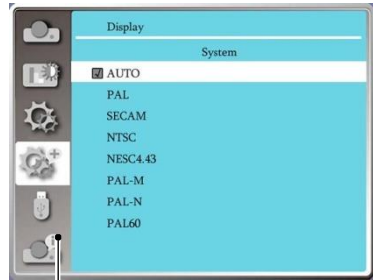 Display
System
AUTO
PAL
SECAM
NTSC
NESC4.43
PAL-M
PAL-N
PAL60